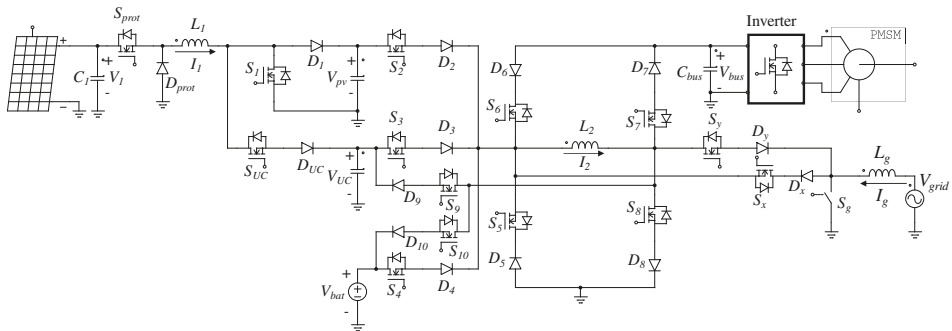 Inverter
PMSM
S_prot
L_1
I_1
C_1
V_1
D_prot
S_1
D_1
V_pv
S_2
D_2
D_6
S_6
D_7
S_7
C_bus
V_bus
S_UC
D_UC
V_UC
S_3
D_3
L_2
I_2
S_y
D_y
D_9
S_9
S_x
D_x
S_g
L_g
I_g
V_grid
D_10
S_10
S_5
D_5
S_8
D_8
V_bat
S_4
D_4